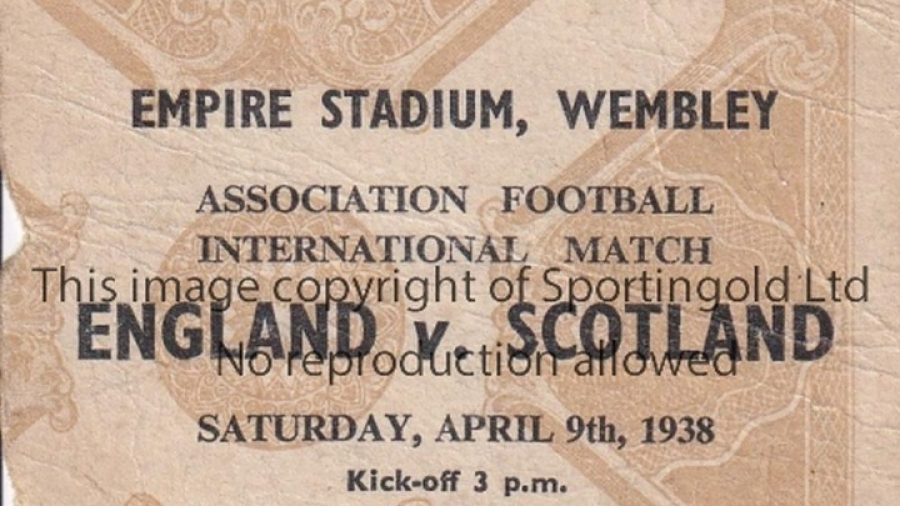 EMPIRE STADIUM, WEMBLEY
ASSOCIATION FOOTBALL
INTERNATIONAL MATCH
This image copyright of Sportingold Ltd
ENGLAND v. SCOTLAND
No reproduction allowed
SATURDAY, APRIL 9th, 1938
Kick-off 3 p.m.